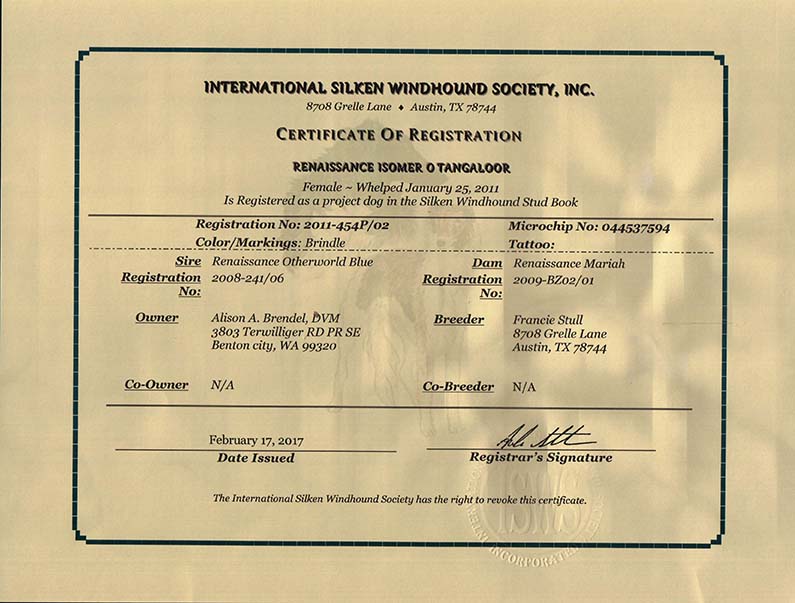 INTERNATIONAL SILKEN WINDHOUND SOCIETY, INC.
8708 Grelle Lane ♦ Austin, TX 78744
CERTIFICATE OF REGISTRATION
RENAISSANCE ISOMER O TANGALOOR
Female ~ Whelped January 25, 2011
Is Registered as a project dog in the Silken Windhound Stud Book
Registration No: 2011-454P/02 Microchip No: 044537594
Color/Markings: Brindle Tattoo:
Sire Renaissance Otherworld Blue Dam Renaissance Mariah
Registration No: 2008-241/06 Registration No: 2009-BZ02/01
Owner Alison A. Brendel, DVM Breeder Francie Stull
3803 Terwilliger RD PR SE 8708 Grelle Lane
Benton city, WA 99320 Austin, TX 78744
Co-Owner N/A Co-Breeder N/A
February 17, 2017
Date Issued Registrar's Signature
The International Silken Windhound Society has the right to revoke this certificate.
ISWS
INCORPORATED